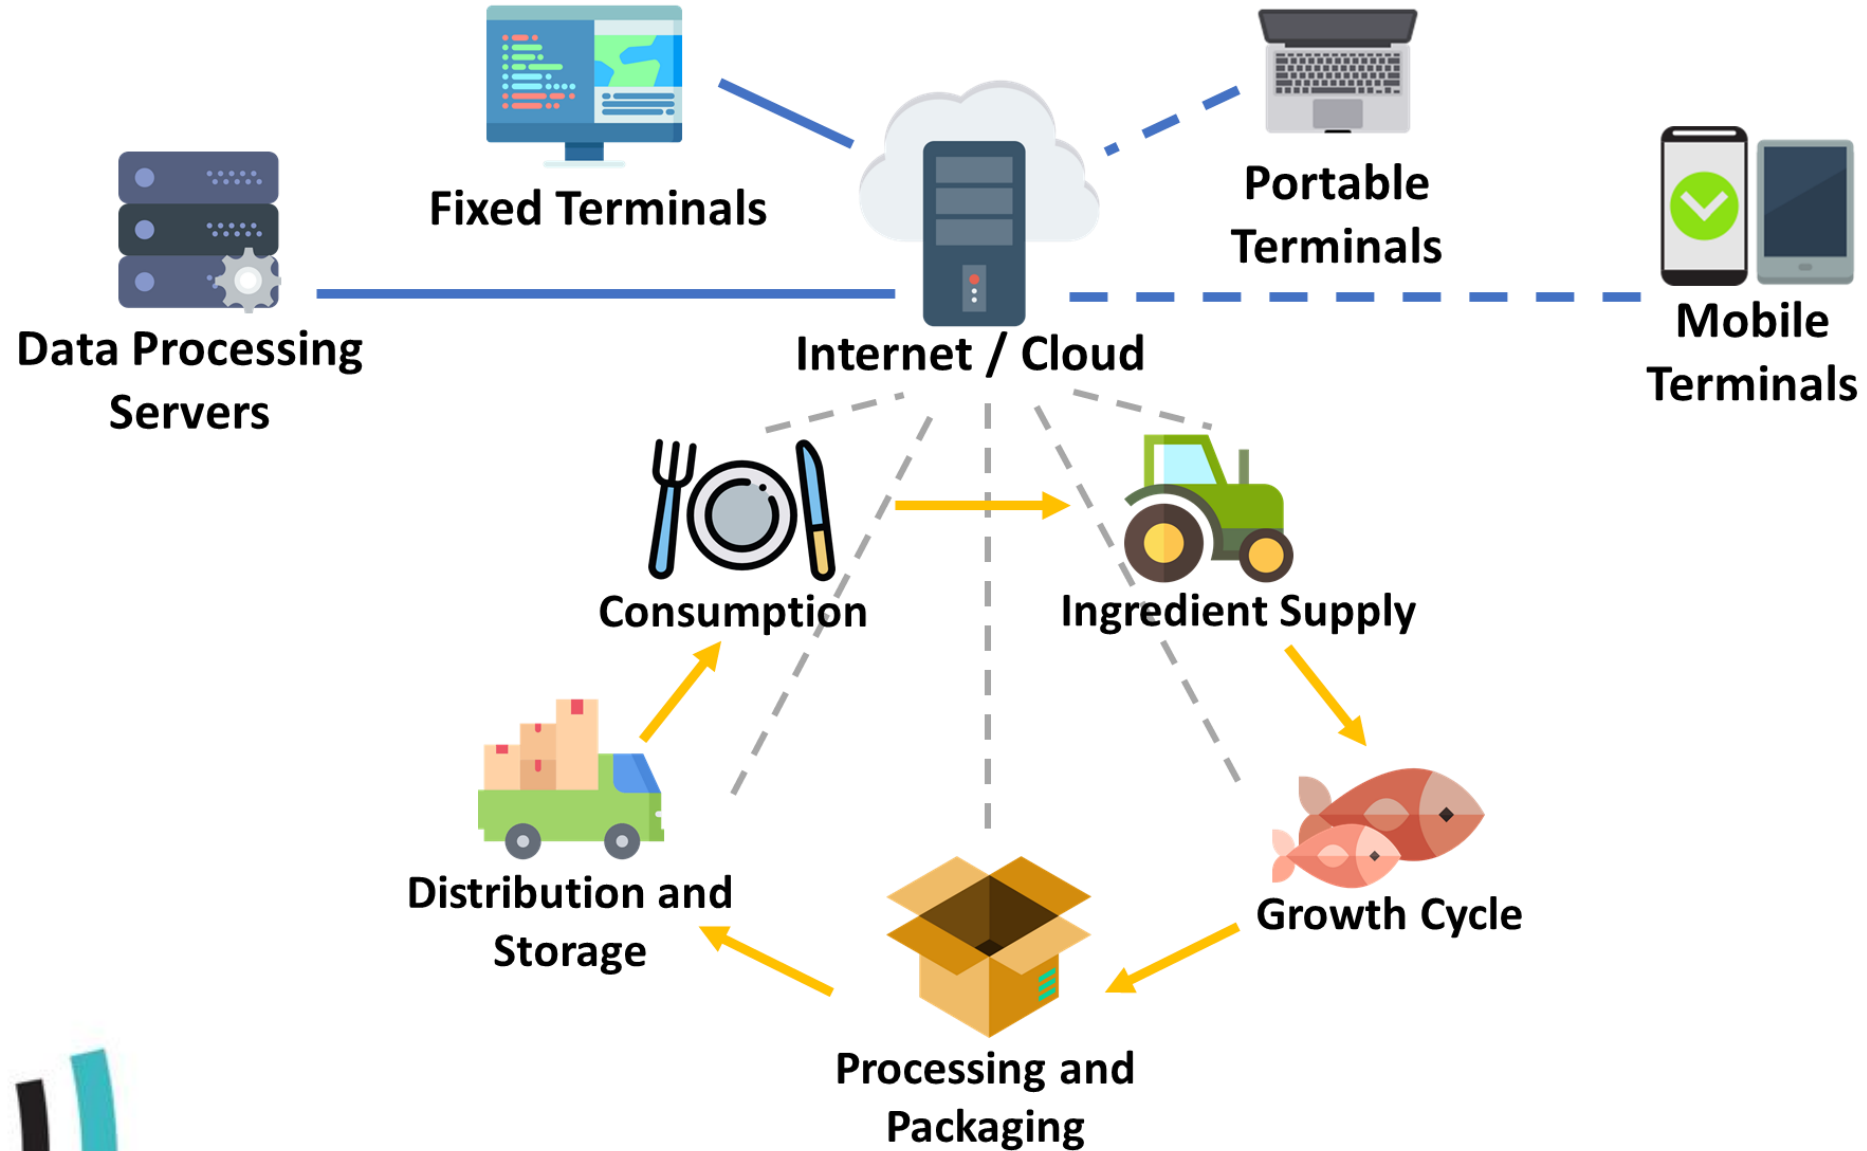 Fixed Terminals
Portable
Terminals
Data Processing
Servers
Internet / Cloud
Mobile
Terminals
Consumption
Ingredient Supply
Distribution and
Storage
Growth Cycle
Processing and
Packaging